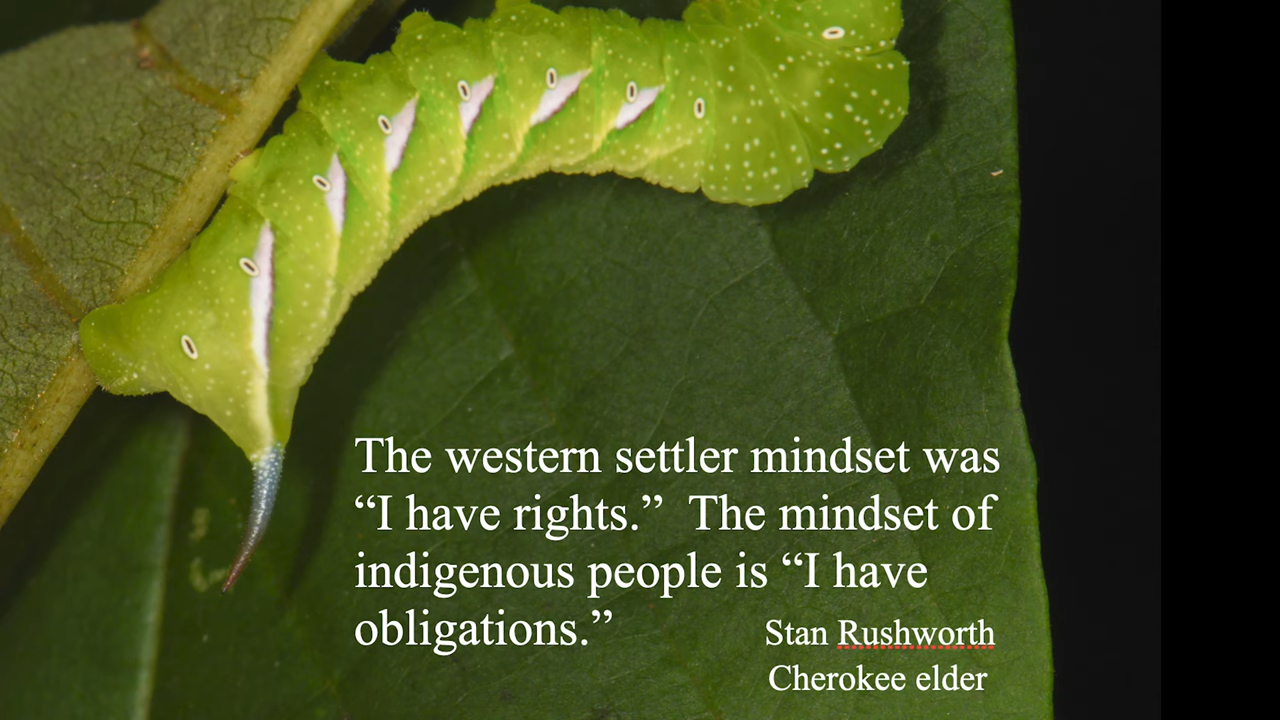 The western settler mindset was
“I have rights.”  The mindset of
indigenous people is “I have
obligations.”
Stan Rushworth
Cherokee elder